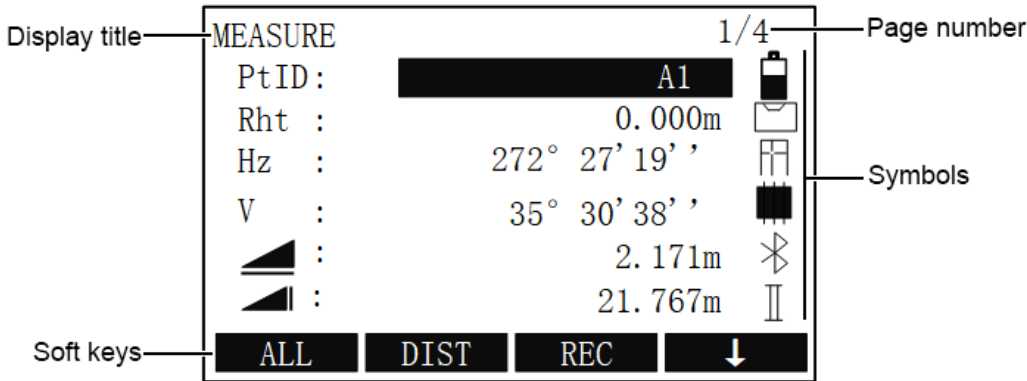 Display title
MEASURE
1/4
Page number
PtID:
A1
Rht :
0.000m
Hz :
272° 27'19''
V :
35° 30'38''
:
2.171m
:
21.767m
Symbols
Soft keys
ALL
DIST
REC
↓